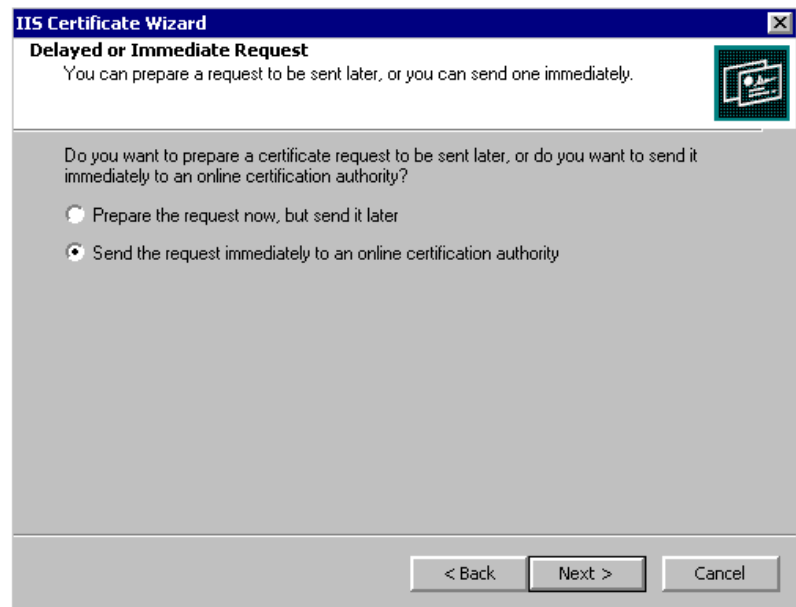 IIS Certificate Wizard
Delayed or Immediate Request
You can prepare a request to be sent later, or you can send one immediately.
Do you want to prepare a certificate request to be sent later, or do you want to send it
immediately to an online certification authority?
Prepare the request now, but send it later
Send the request immediately to an online certification authority
< Back Next > Cancel